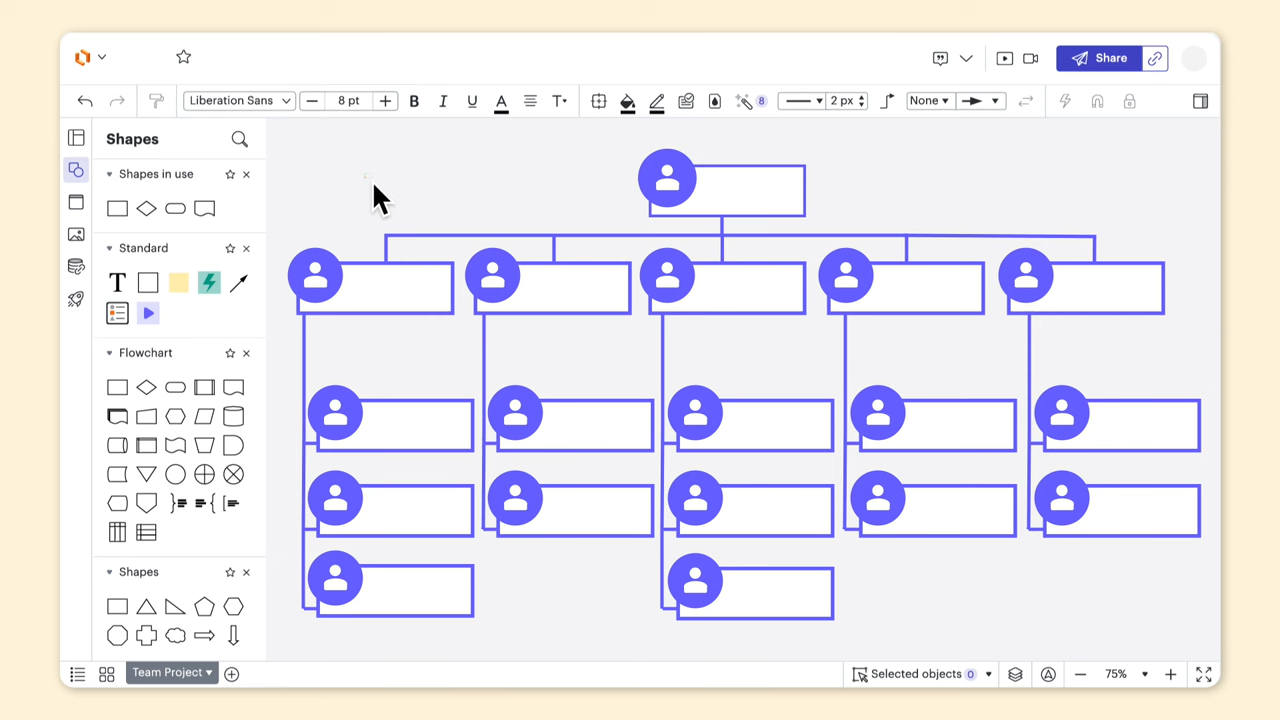 Share
Liberation Sans
8 pt
B
I
U
A
T
8
2 px
None
Shapes
Shapes in use
Standard
T
Flowchart
Shapes
Team Project
Selected objects 0
A
75%